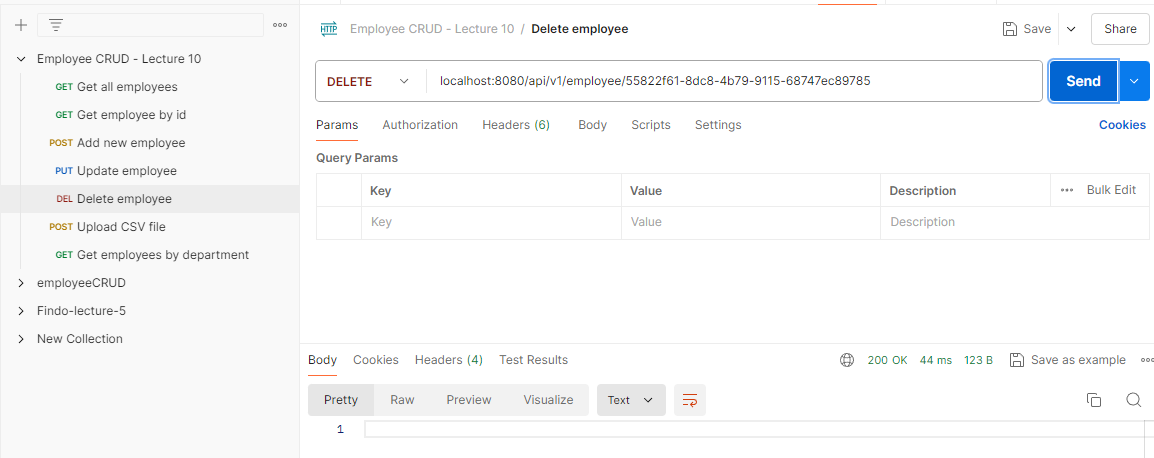 Employee CRUD - Lecture 10
GET Get all employees
GET Get employee by id
POST Add new employee
PUT Update employee
DEL Delete employee
POST Upload CSV file
GET Get employees by department
employeeCRUD
Findo-lecture-5
New Collection
HTTP Employee CRUD - Lecture 10 / Delete employee Save Share
DELETE localhost:8080/api/v1/employee/55822f61-8dc8-4b79-9115-68747ec89785 Send
Params Authorization Headers (6) Body Scripts Settings Cookies
Query Params
Key Value Description Bulk Edit
Key Value Description
Body Cookies Headers (4) Test Results 200 OK 44 ms 123 B Save as example
Pretty Raw Preview Visualize Text
1